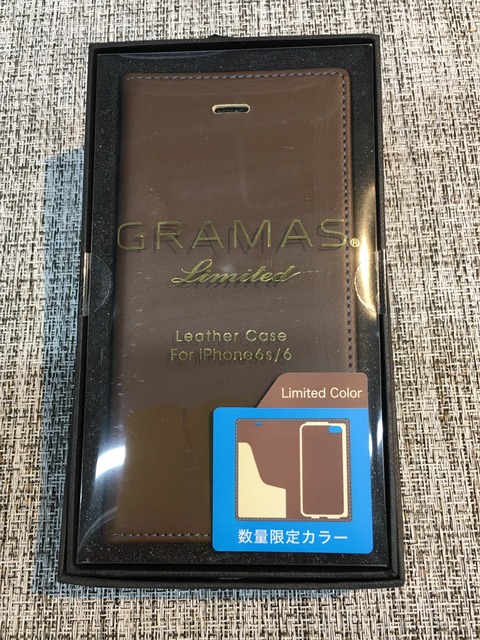 GRAMAS®
Limited
Leather Case
For iPhone6s/6
Limited Color
数量限定カラー